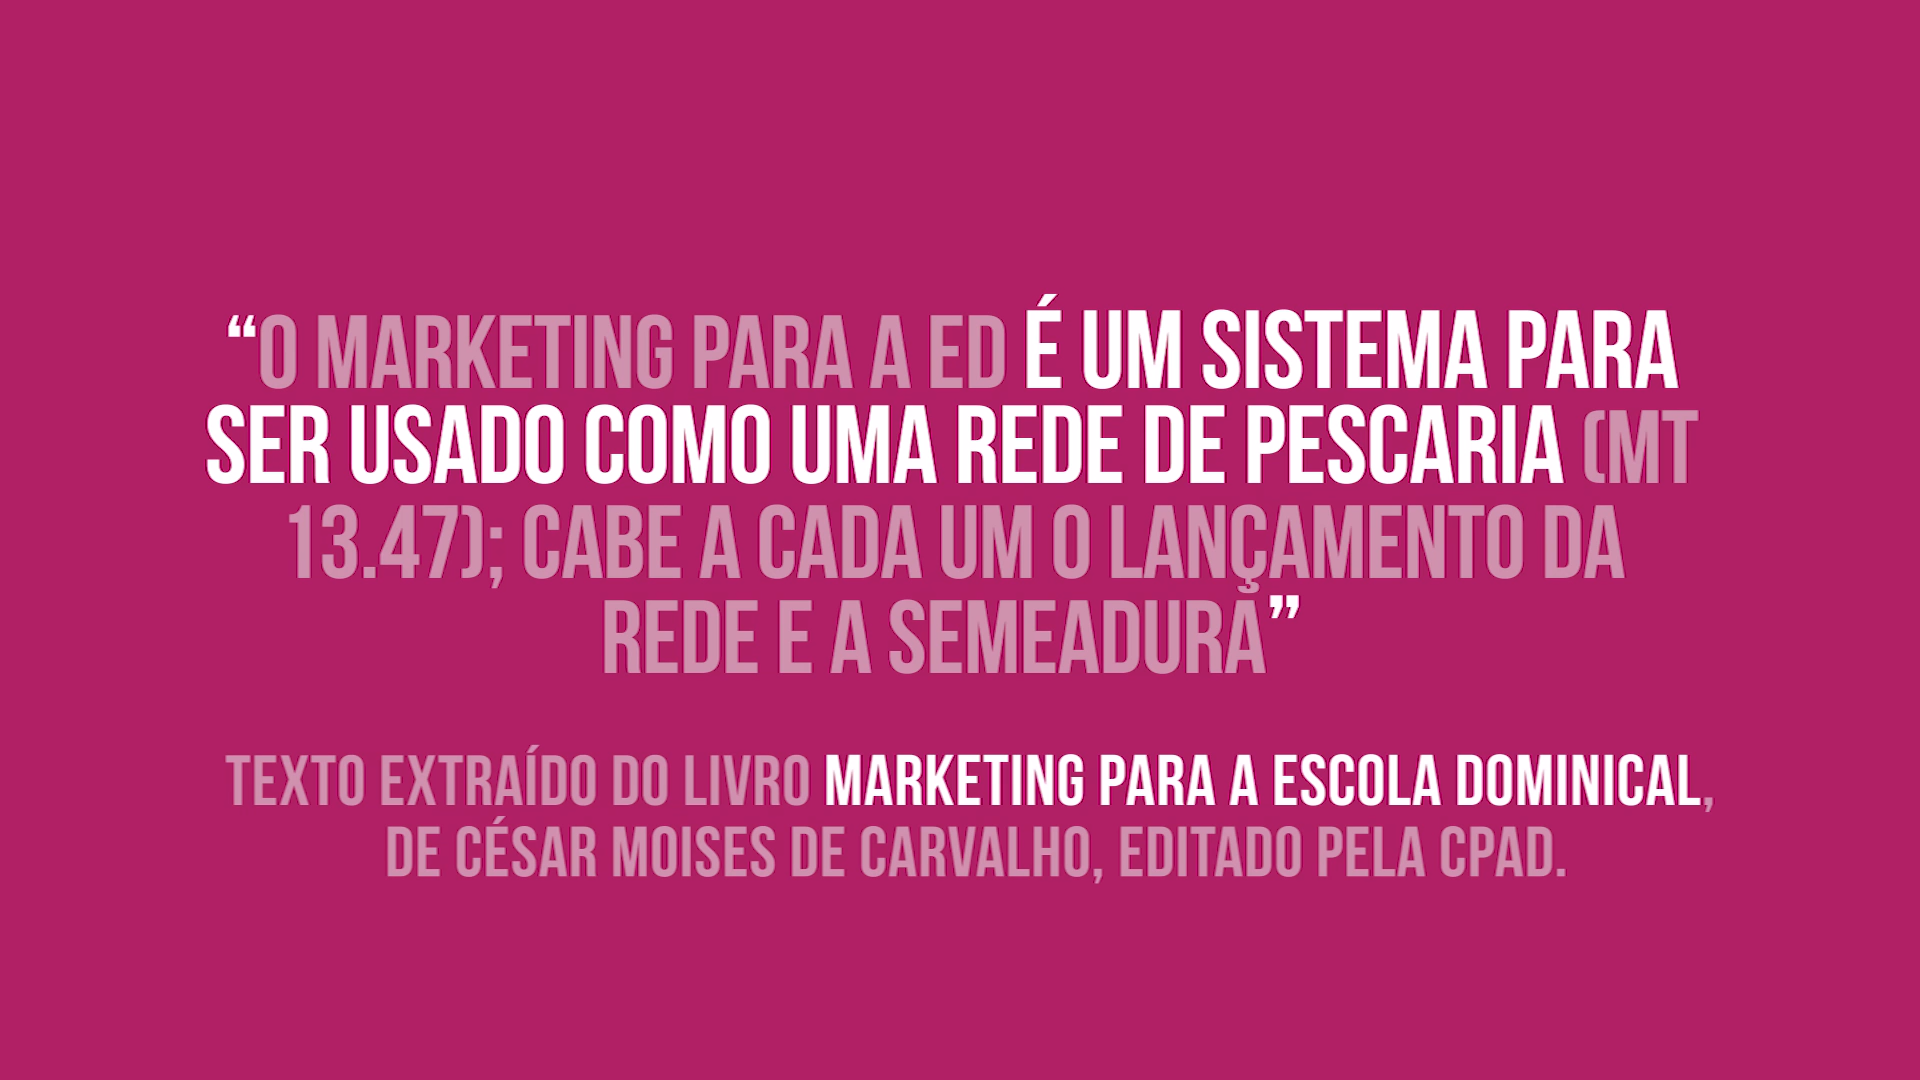 “O MARKETING PARA A ED É UM SISTEMA PARA
SER USADO COMO UMA REDE DE PESCARIA (MT
13.47); CABE A CADA UM O LANÇAMENTO DA
REDE E A SEMEADURA”
TEXTO EXTRAÍDO DO LIVRO MARKETING PARA A ESCOLA DOMINICAL,
DE CÉSAR MOISES DE CARVALHO, EDITADO PELA CPAD.